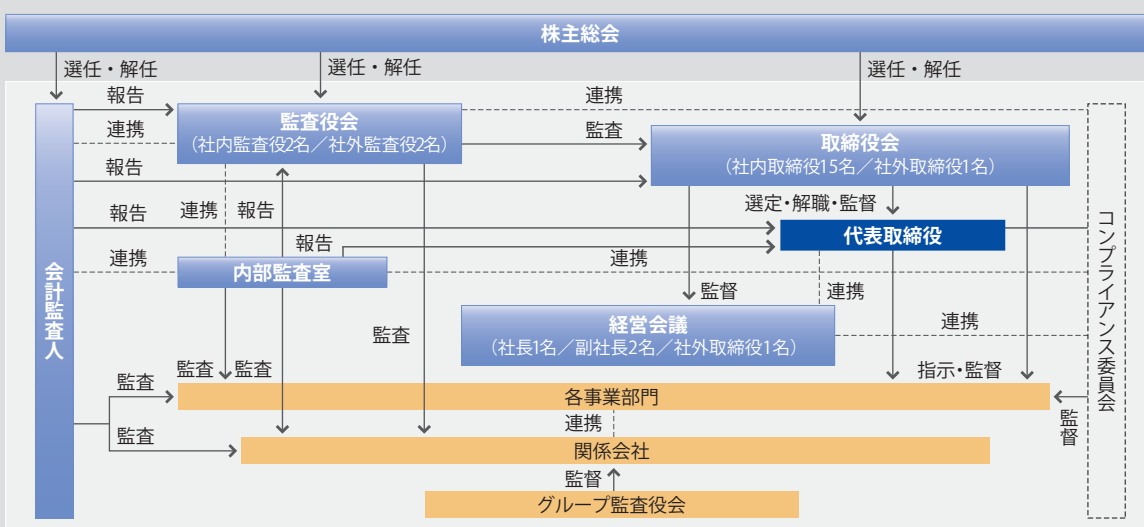 株主総会
選任・解任
選任・解任
選任・解任
報告
連携
連携
監査役会
(社内監査役2名／社外監査役2名)
監査
取締役会
(社内取締役15名／社外取締役1名)
報告
報告
連携
報告
選定・解職・監督
代表取締役
報告
連携
内部監査室
連携
監督
連携
経営会議
(社長1名／副社長2名／社外取締役1名)
連携
監査
会計監査人
コンプライアンス委員会
監査
監査
指示・監督
監査
各事業部門
監督
連携
監査
関係会社
監督
グループ監査役会